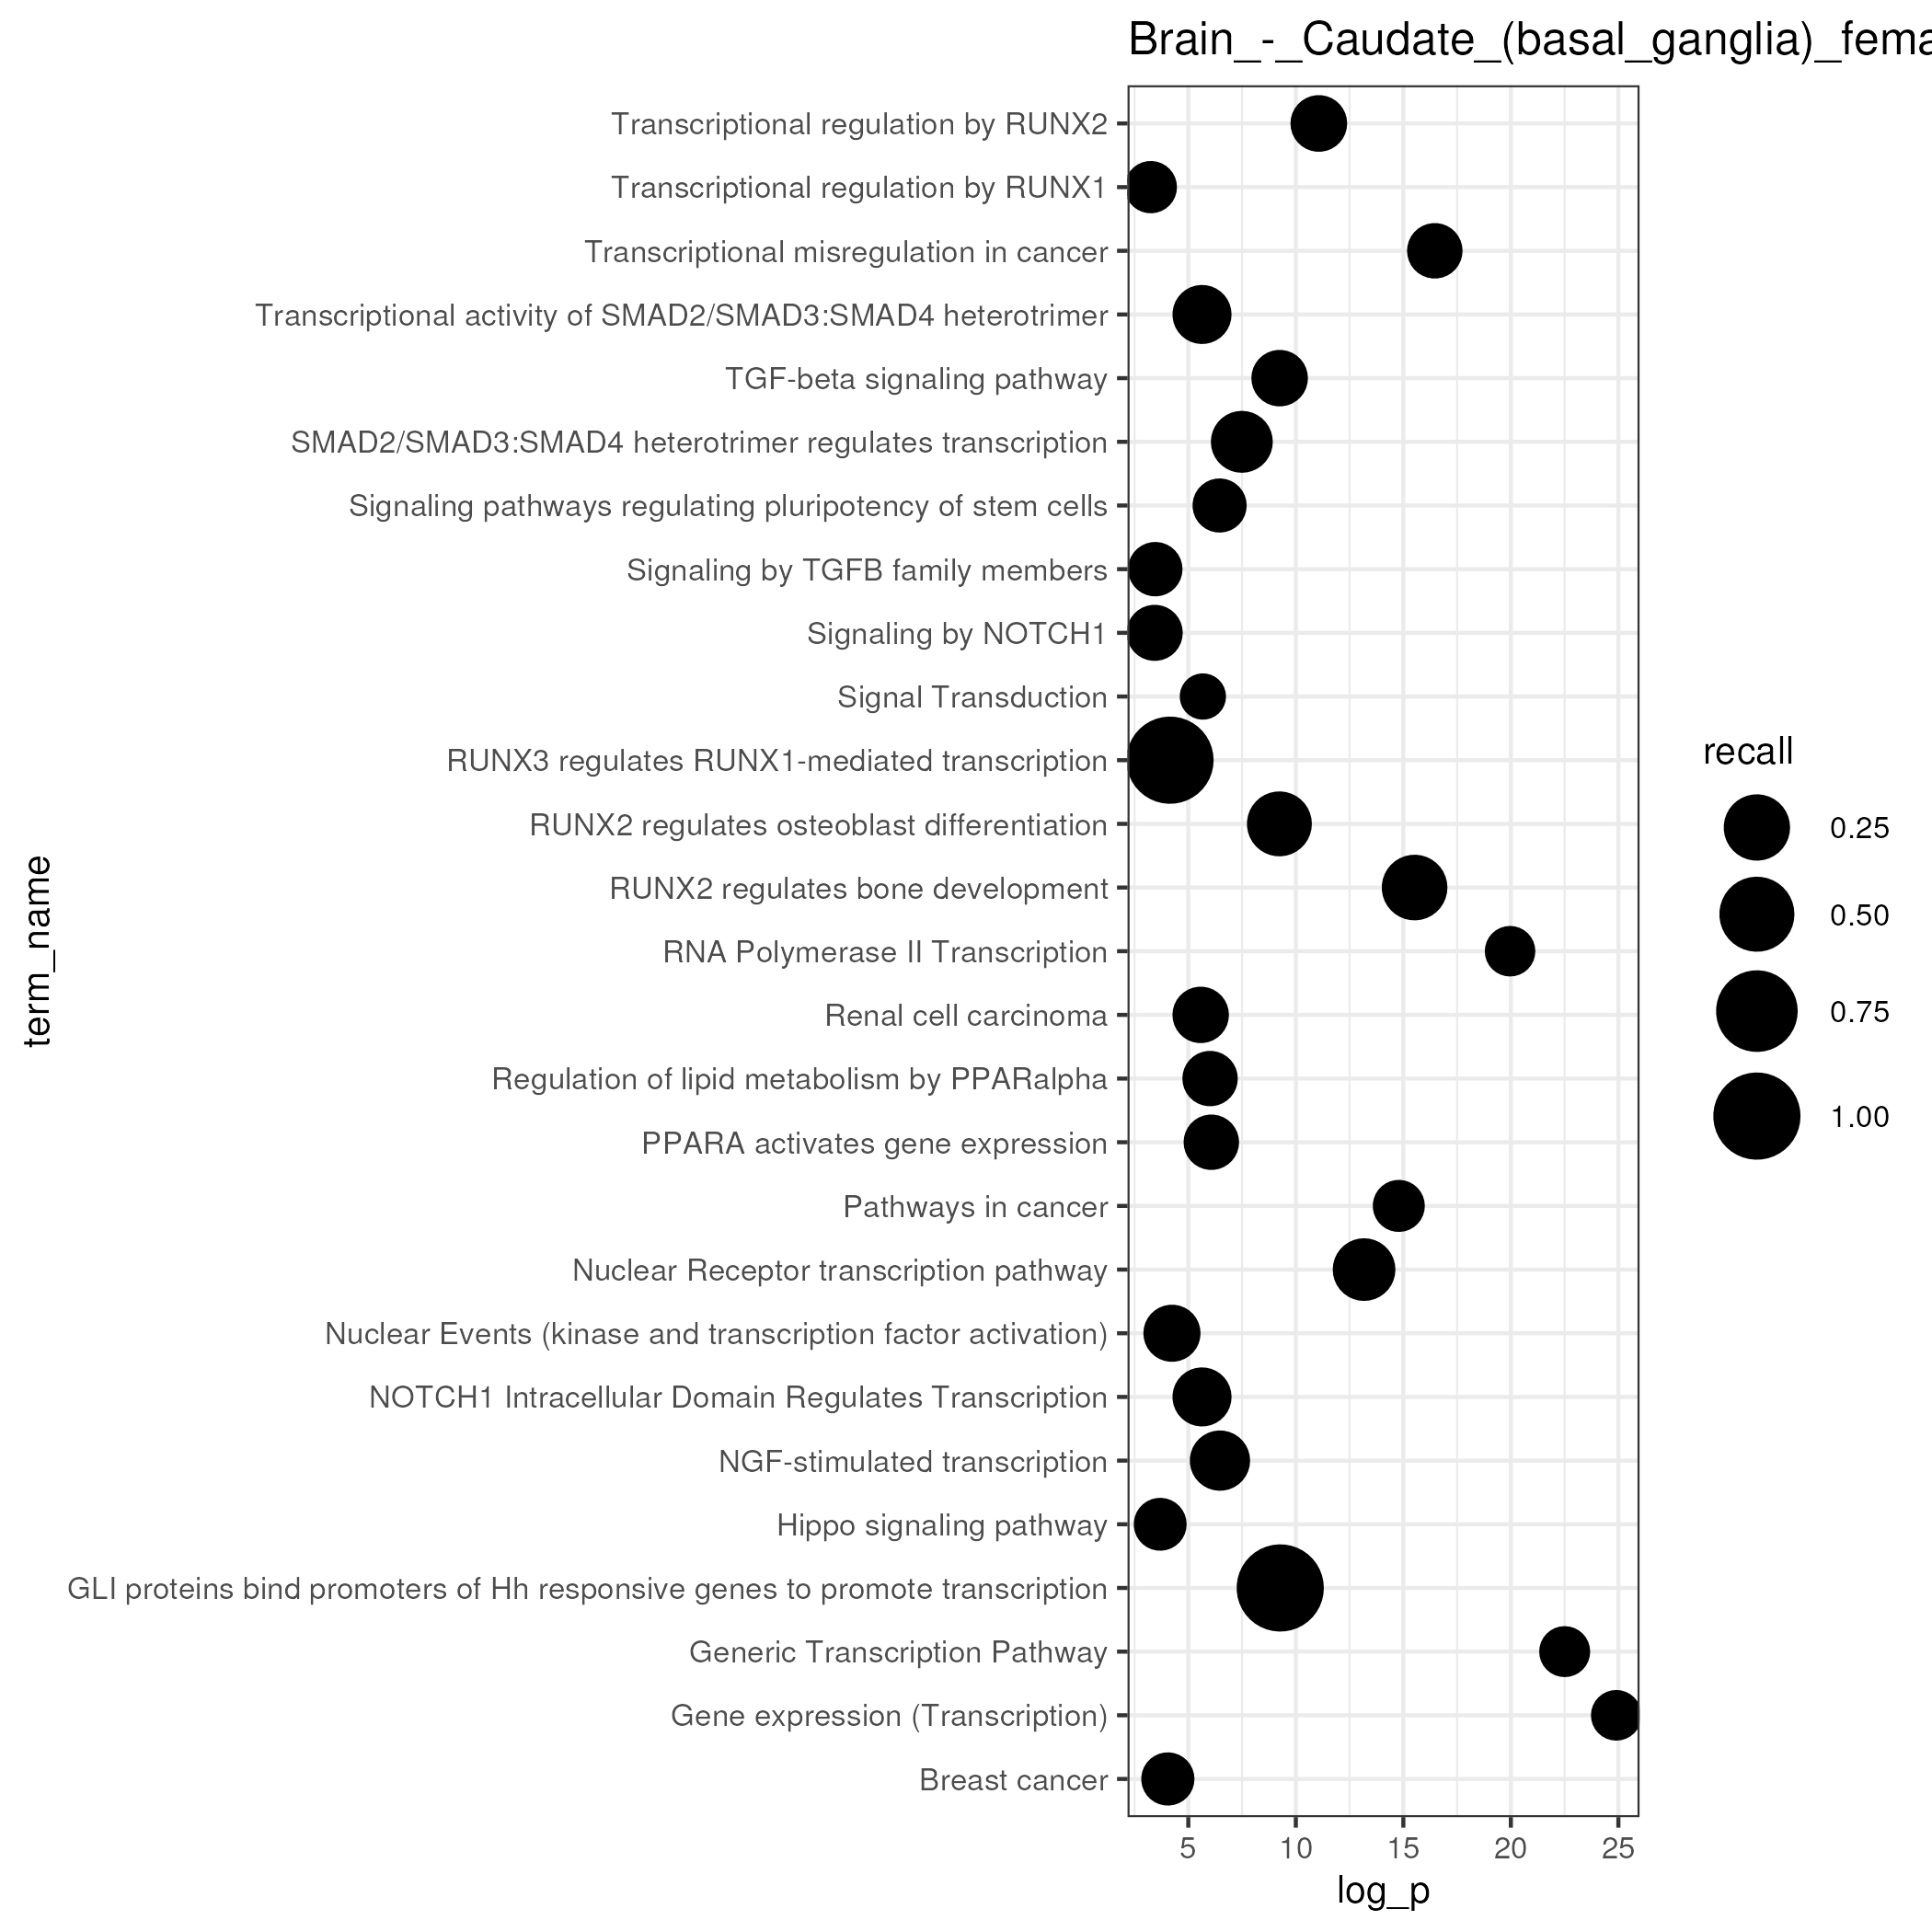 Brain_-_Caudate_(basal_ganglia)_fema
Transcriptional regulation by RUNX2
Transcriptional regulation by RUNX1
Transcriptional misregulation in cancer
Transcriptional activity of SMAD2/SMAD3:SMAD4 heterotrimer
TGF-beta signaling pathway
SMAD2/SMAD3:SMAD4 heterotrimer regulates transcription
Signaling pathways regulating pluripotency of stem cells
Signaling by TGFB family members
Signaling by NOTCH1
Signal Transduction
RUNX3 regulates RUNX1-mediated transcription
RUNX2 regulates osteoblast differentiation
RUNX2 regulates bone development
RNA Polymerase II Transcription
Renal cell carcinoma
Regulation of lipid metabolism by PPARalpha
PPARA activates gene expression
Pathways in cancer
Nuclear Receptor transcription pathway
Nuclear Events (kinase and transcription factor activation)
NOTCH1 Intracellular Domain Regulates Transcription
NGF-stimulated transcription
Hippo signaling pathway
GLI proteins bind promoters of Hh responsive genes to promote transcription
Generic Transcription Pathway
Gene expression (Transcription)
Breast cancer
term_name
5 10 15 20 25
log_p
recall
0.25
0.50
0.75
1.00